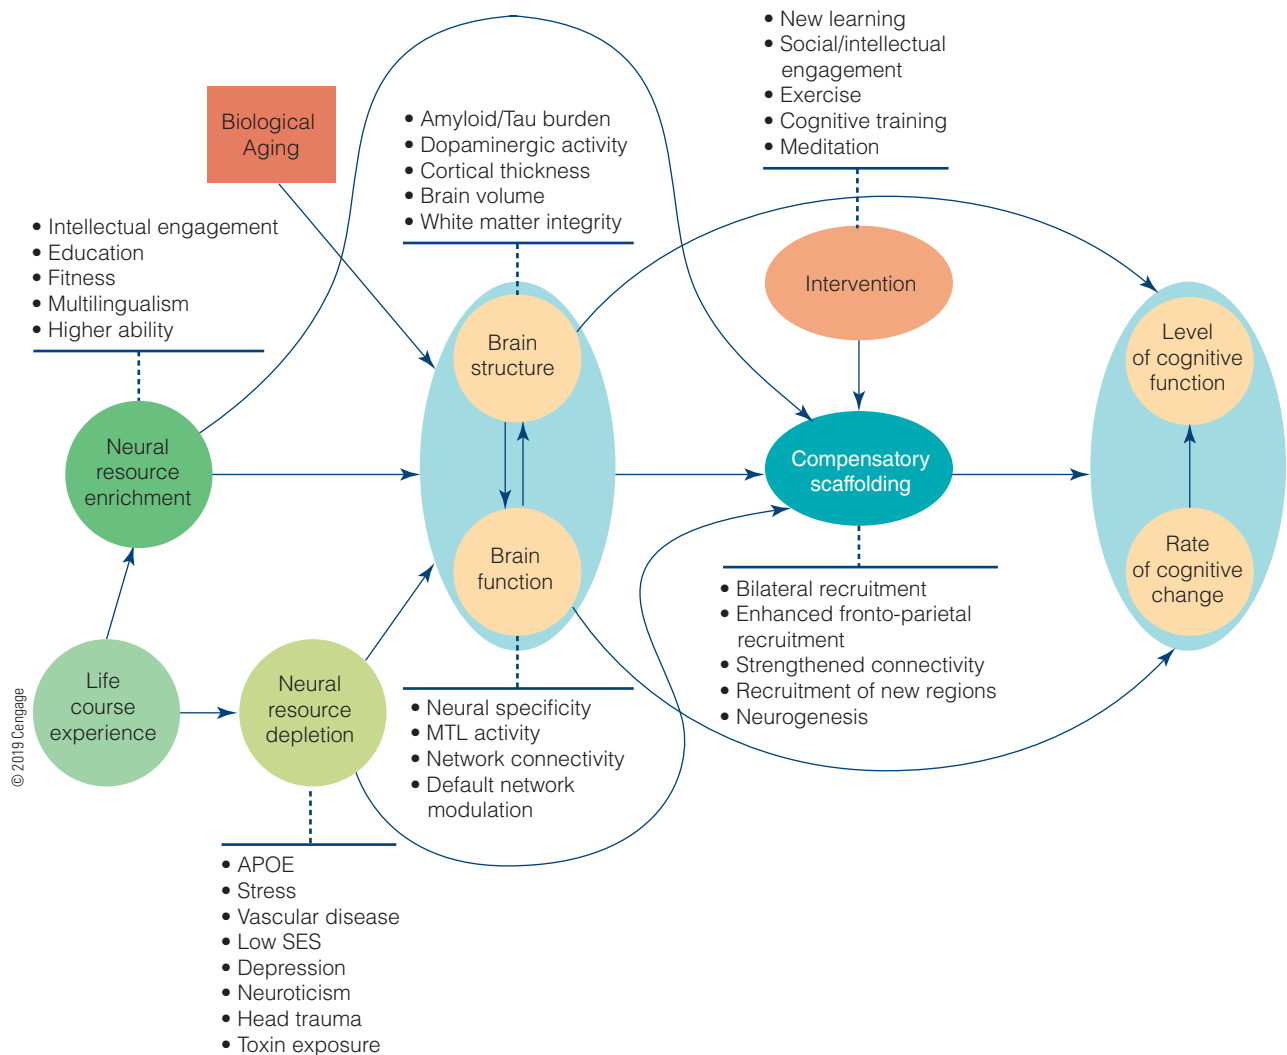 • New learning
• Social/intellectual
engagement
• Exercise
• Cognitive training
• Meditation
Biological
Aging
• Amyloid/Tau burden
• Dopaminergic activity
• Cortical thickness
• Brain volume
• White matter integrity
• Intellectual engagement
• Education
• Fitness
• Multilingualism
• Higher ability
Intervention
Brain
structure
Level
of cognitive
function
Neural
resource
enrichment
Compensatory
scaffolding
Brain
function
Rate
of cognitive
change
• Bilateral recruitment
• Enhanced fronto-parietal
recruitment
• Strengthened connectivity
• Recruitment of new regions
• Neurogenesis
Life
course
experience
Neural
resource
depletion
• Neural specificity
• MTL activity
• Network connectivity
• Default network
modulation
© 2019 Cengage
• APOE
• Stress
• Vascular disease
• Low SES
• Depression
• Neuroticism
• Head trauma
• Toxin exposure